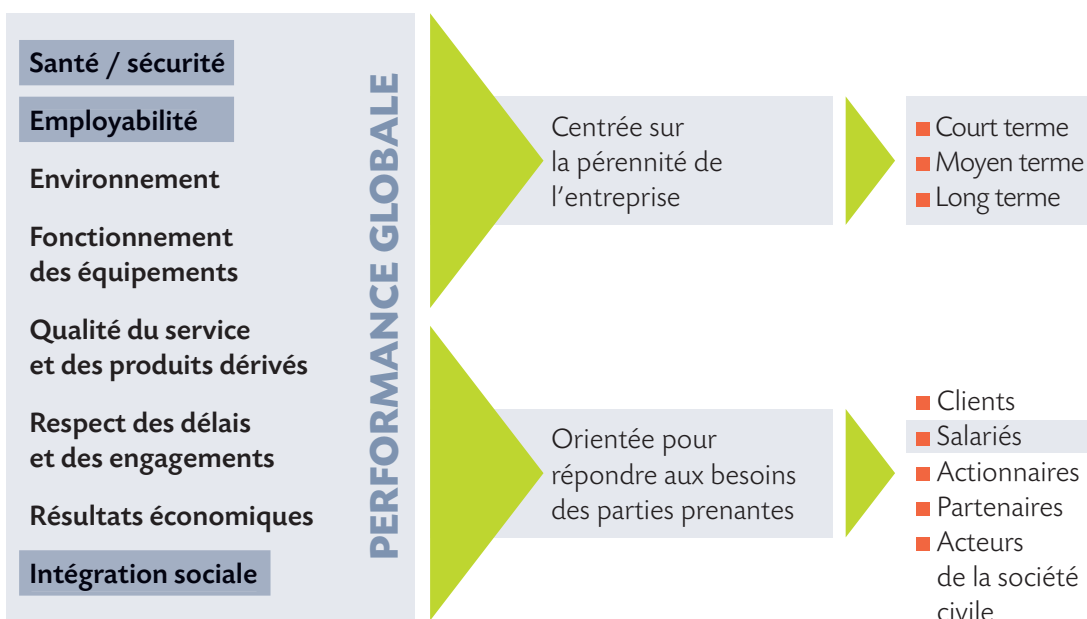 Santé / sécurité
Employabilité
Environnement
Fonctionnement
des équipements
Qualité du service
et des produits dérivés
Respect des délais
et des engagements
Résultats économiques
Intégration sociale
PERFORMANCE GLOBALE
Centrée sur
la pérennité de
l'entreprise
Court terme
Moyen terme
Long terme
Orientée pour
répondre aux besoins
des parties prenantes
Clients
Salariés
Actionnaires
Partenaires
Acteurs
de la société
civile